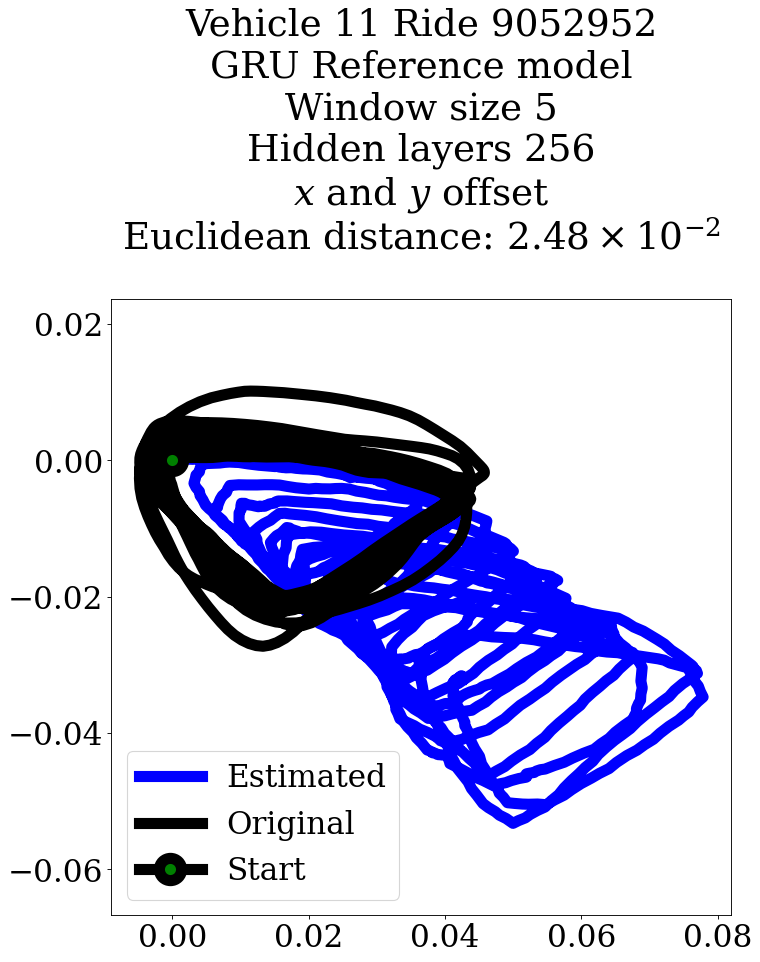 Vehicle 11 Ride 9052952
GRU Reference model
Window size 5
Hidden layers 256
x and y offset
Euclidean distance: 2.48 × 10⁻²
0.02
0.00
−0.02
−0.04
−0.06
Estimated
Original
Start
0.00 0.02 0.04 0.06 0.08